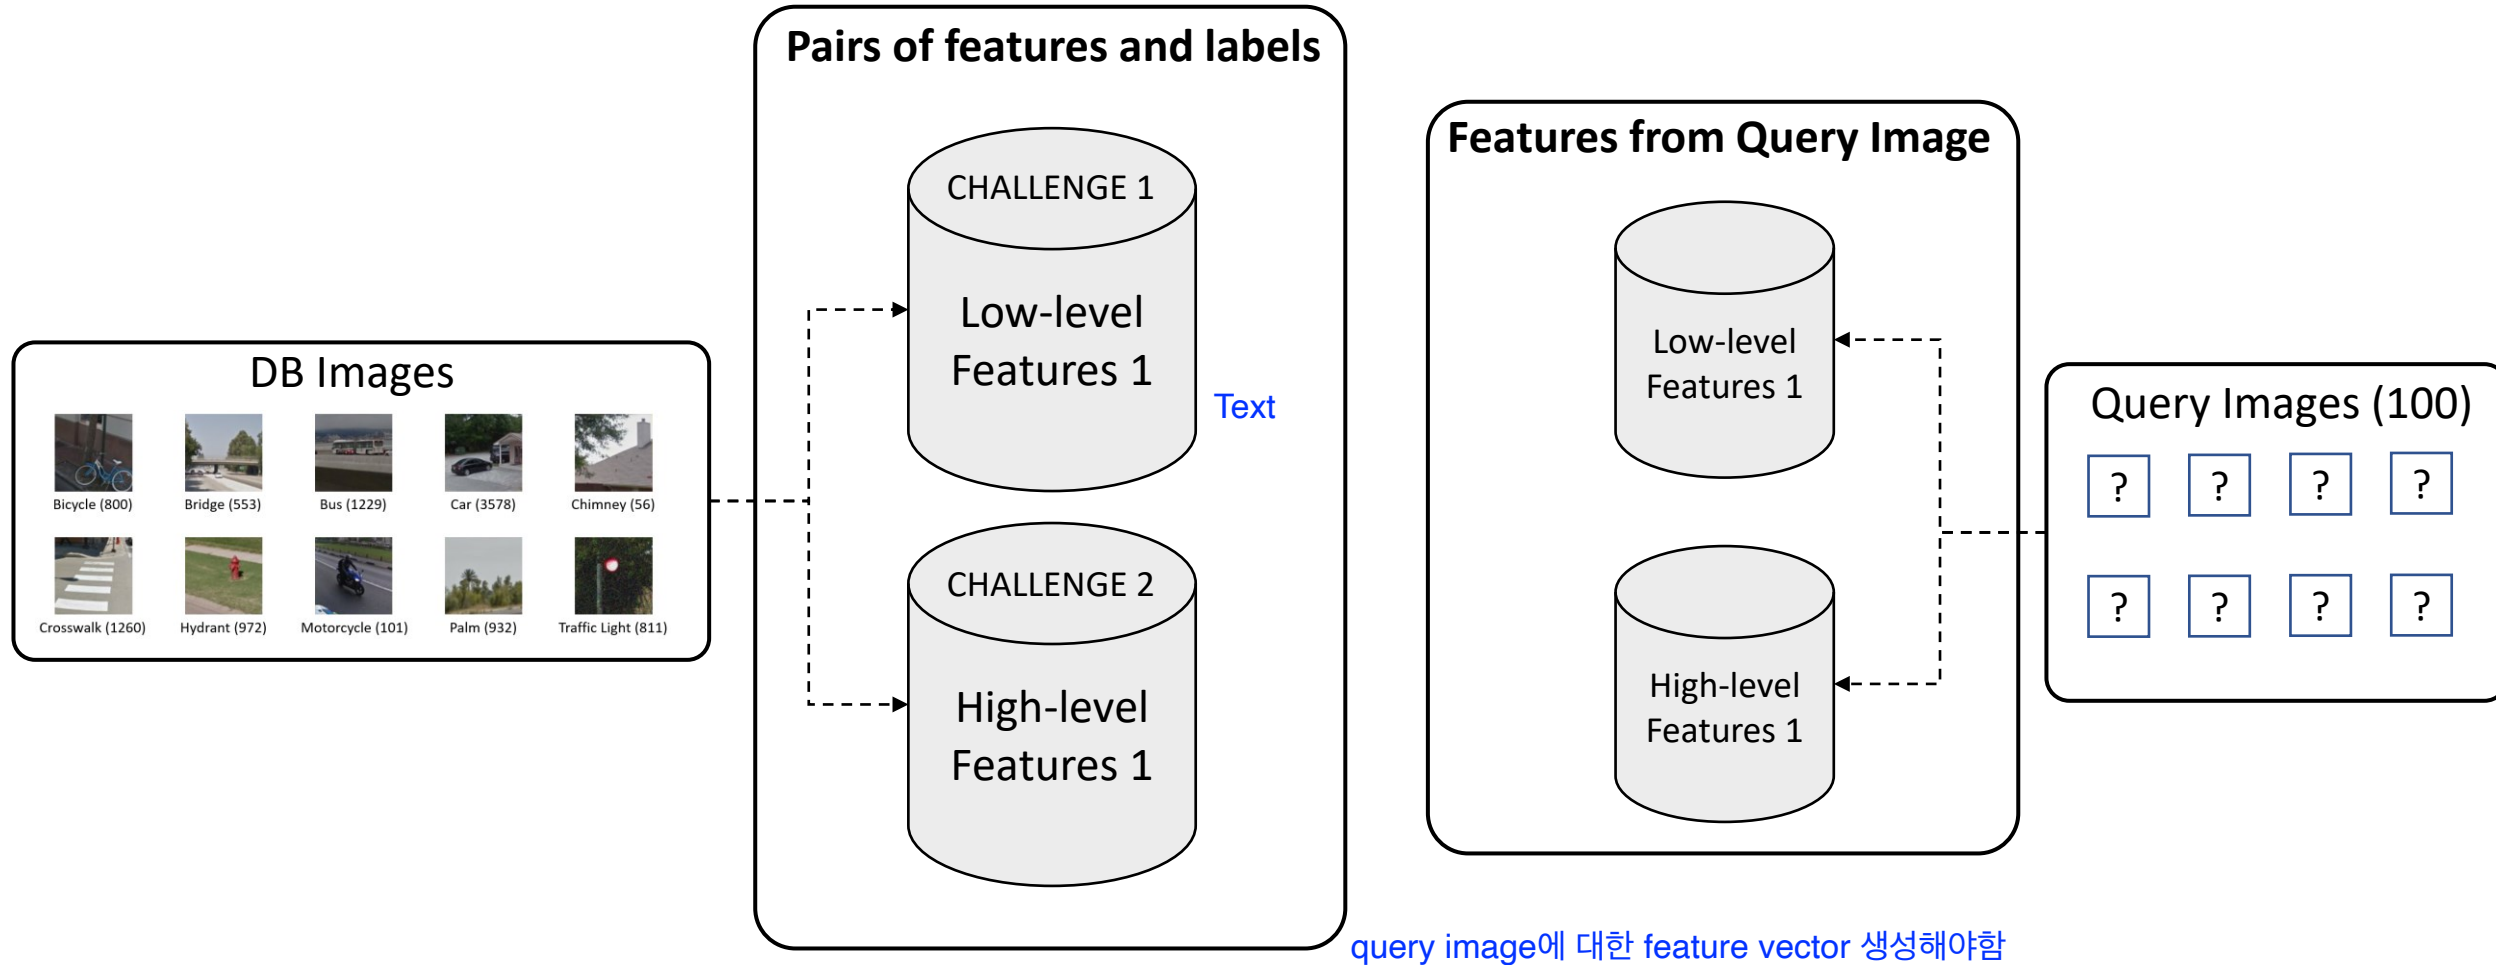 Pairs of features and labels
CHALLENGE 1
Low-level
Features 1
Text
CHALLENGE 2
High-level
Features 1
DB Images
Bicycle (800)
Bridge (553)
Bus (1229)
Car (3578)
Chimney (56)
Crosswalk (1260)
Hydrant (972)
Motorcycle (101)
Palm (932)
Traffic Light (811)
Features from Query Image
Low-level
Features 1
High-level
Features 1
Query Images (100)
? ? ? ?
? ? ? ?
query image에 대한 feature vector 생성해야함